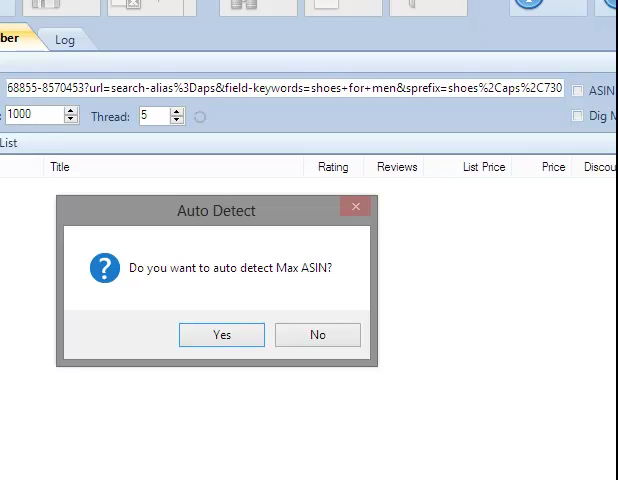 ber
Log
68855-8570453?url=search-alias%3Daps&field-keywords=shoes+for+men&sprefix=shoes%2Caps%2C730
ASIN
: 1000
Thread: 5
Dig M
List
Title
Rating
Reviews
List Price
Price
Discou
Auto Detect
Do you want to auto detect Max ASIN?
Yes
No